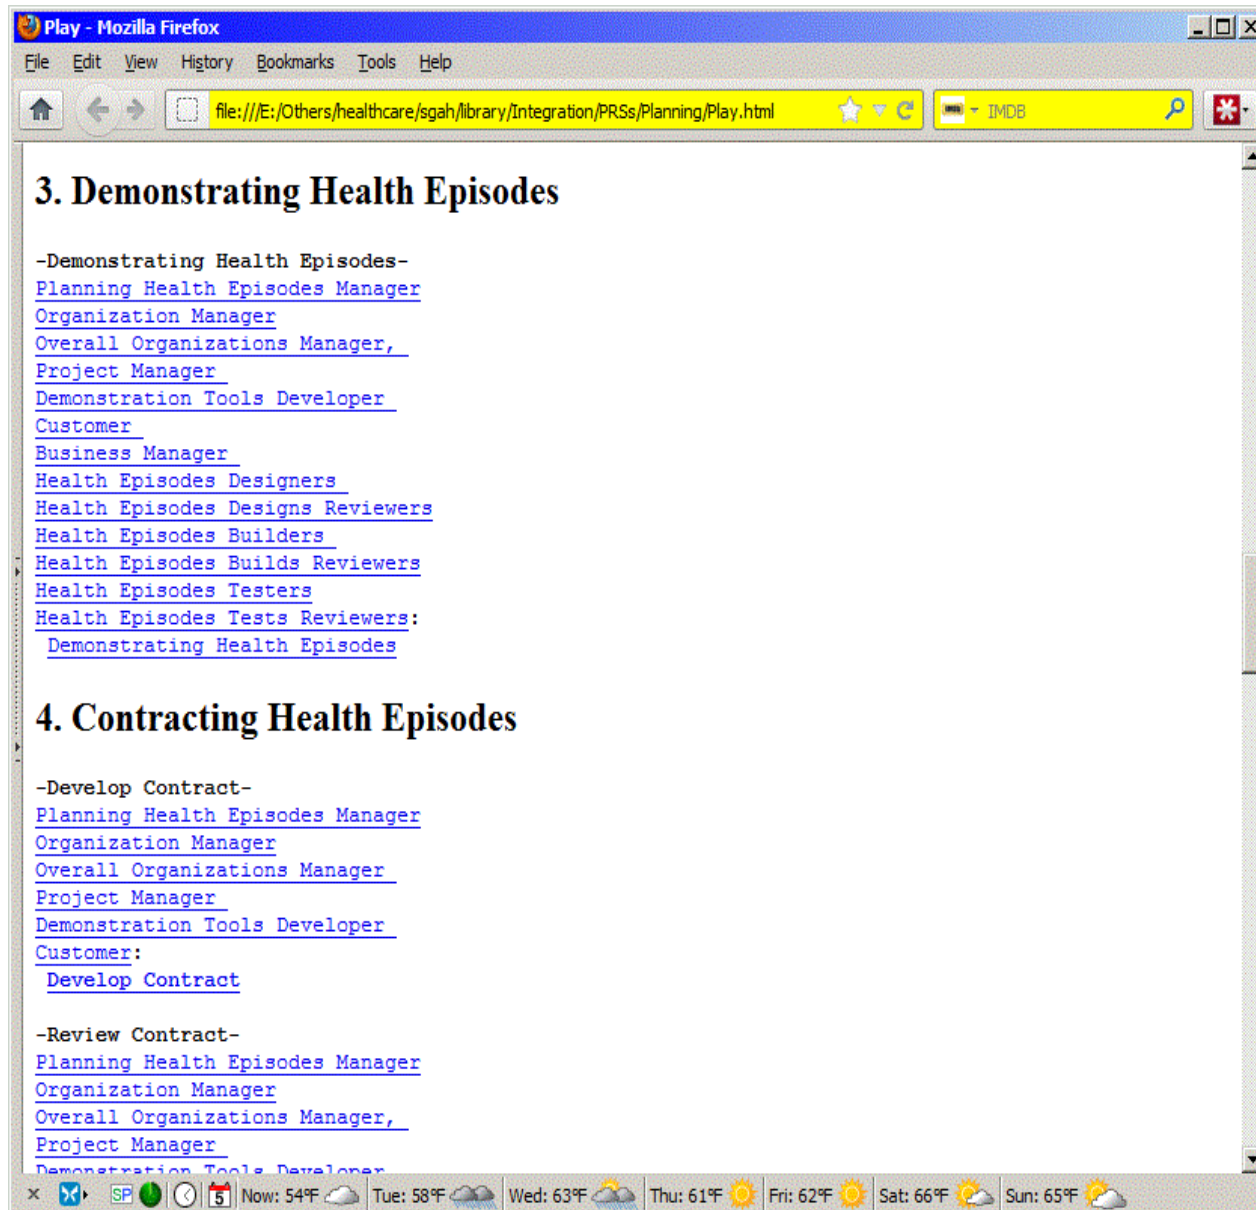 Play - Mozilla Firefox
File Edit View History Bookmarks Tools Help
file:///E:/Others/healthcare/sgah/library/Integration/PRSs/Planning/Play.html IMDB
3. Demonstrating Health Episodes
-Demonstrating Health Episodes-
Planning Health Episodes Manager
Organization Manager
Overall Organizations Manager,
Project Manager
Demonstration Tools Developer
Customer
Business Manager
Health Episodes Designers
Health Episodes Designs Reviewers
Health Episodes Builders
Health Episodes Builds Reviewers
Health Episodes Testers
Health Episodes Tests Reviewers:
Demonstrating Health Episodes
4. Contracting Health Episodes
-Develop Contract-
Planning Health Episodes Manager
Organization Manager
Overall Organizations Manager
Project Manager
Demonstration Tools Developer
Customer:
Develop Contract
-Review Contract-
Planning Health Episodes Manager
Organization Manager
Overall Organizations Manager,
Project Manager
Demonstration Tools Developer
SP 5 Now: 54°F Tue: 58°F Wed: 63°F Thu: 61°F Fri: 62°F Sat: 66°F Sun: 65°F